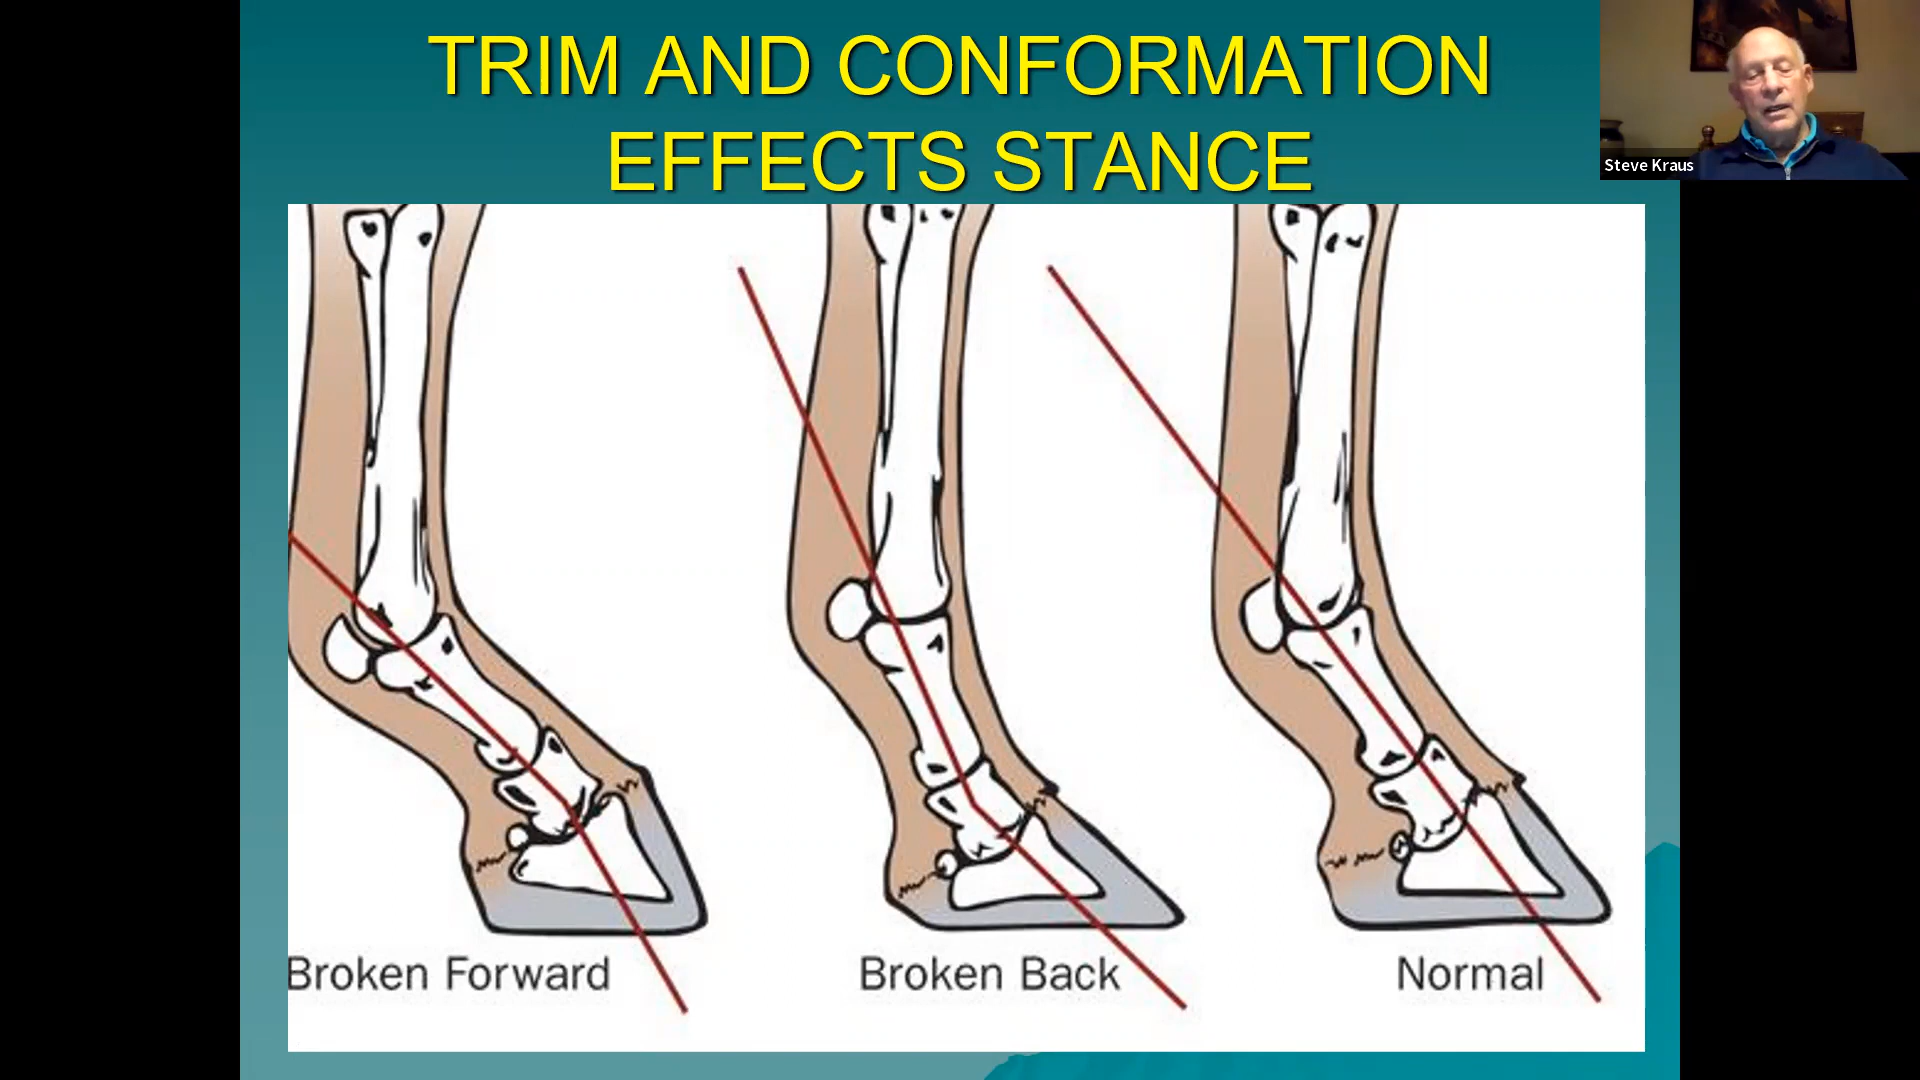 TRIM AND CONFORMATION
EFFECTS STANCE
Steve Kraus
Broken Forward
Broken Back
Normal